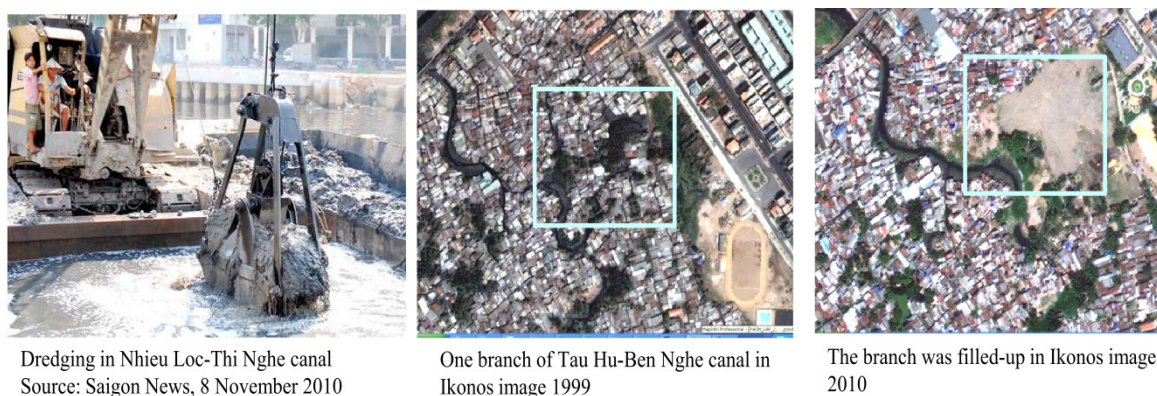 Dredging in Nhieu Loc-Thi Nghe canal
Source: Saigon News, 8 November 2010
One branch of Tau Hu-Ben Nghe canal in
Ikonos image 1999
The branch was filled-up in Ikonos image
2010